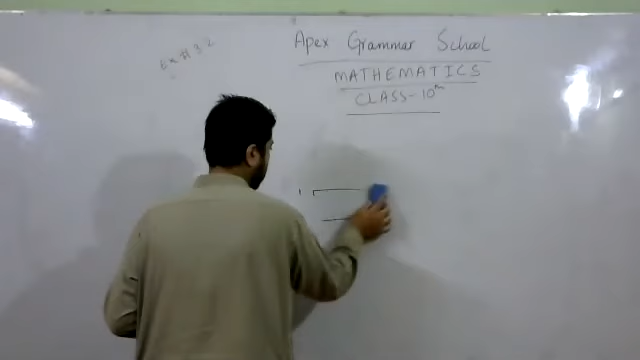 Ex # 3.2
Apex Grammar School
MATHEMATICS
CLASS-10th